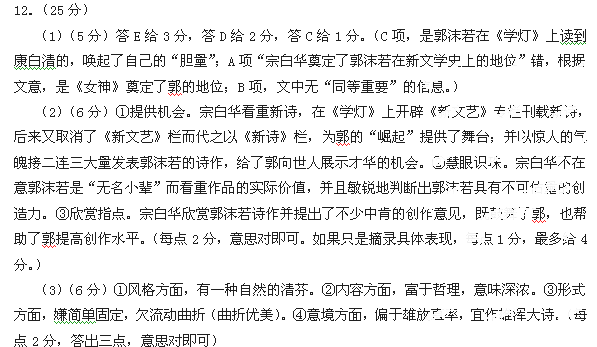 12.（25分）
（1）（5分）答E给3分，答D给2分，答C给1分。（C项，是郭沫若在《学灯》上读到
康白清的，唤起了自己的“胆量”；A项“宗白华奠定了郭沫若在新文学史上的地位”错，根据
文意，是《女神》奠定了郭的地位；B项，文中无“同等重要”的信息。）
（2）（6分）①提供机会。宗白华看重新诗，在《学灯》上开辟《新文艺》专栏刊载新诗，
后来又取消了《新文艺》栏而代之以《新诗》栏，为郭的“崛起”提供了舞台；并以惊人的气
魄接二连三大量发表郭沫若的诗作，给了郭向世人展示才华的机会。②慧眼识珠。宗白华不在
意郭沫若是“无名小辈”而看重作品的实际价值，并且敏锐地判断出郭沫若具有不可估量的创
造力。③欣赏指点。宗白华欣赏郭沫若诗作并提出了不少中肯的创作意见，既了郭，也帮
助了郭提高创作水平。（每点2分，意思对即可。如果只是摘录具体表现，每点1分，最多给4
分。）
（3）（6分）①风格方面，有一种自然的清芬。②内容方面，富于哲理，意味深浓。③形式
方面，嫌简单固定，欠流动曲折（曲折优美）。④意境方面，偏于雄放直率，宜作雄浑大诗。（每
点2分，答出三点，意思对即可）